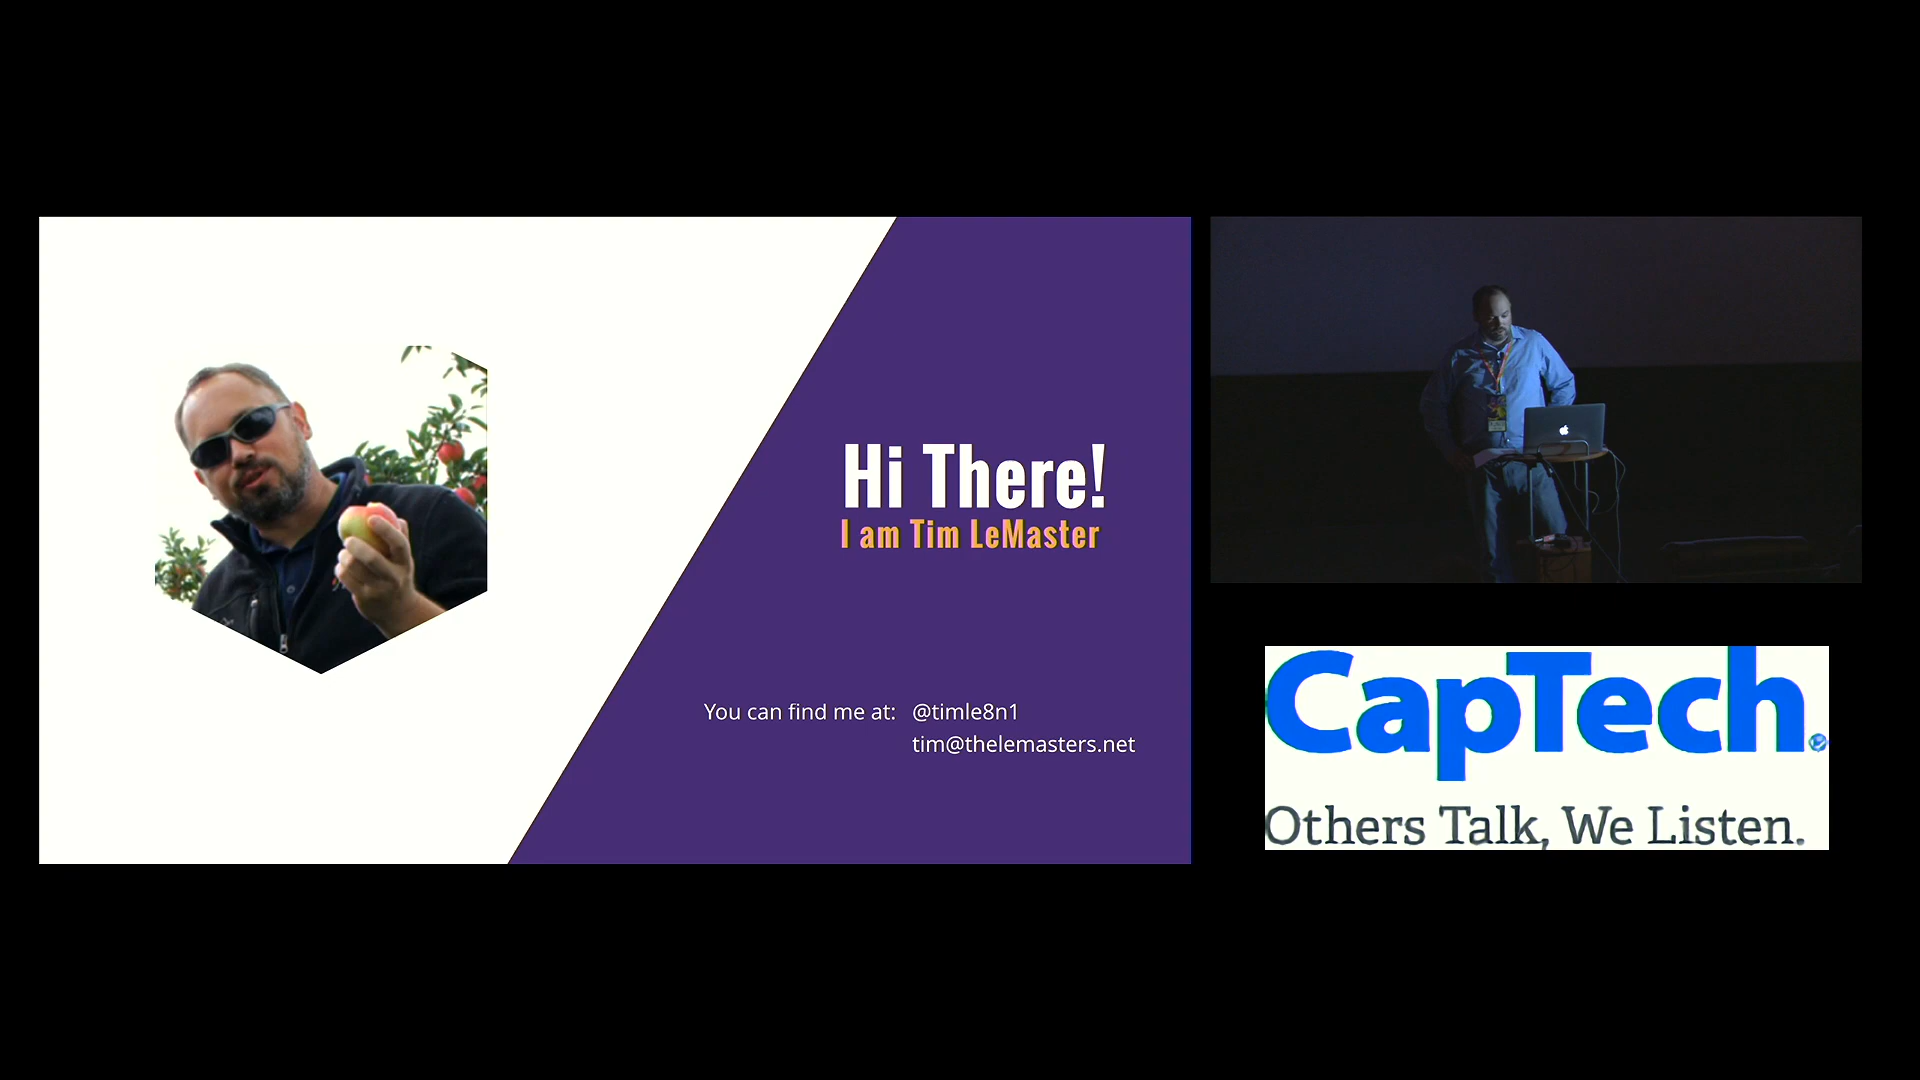 Hi There!
I am Tim LeMaster
You can find me at: @timle8n1
tim@thelemasters.net
CapTech.
Others Talk, We Listen.